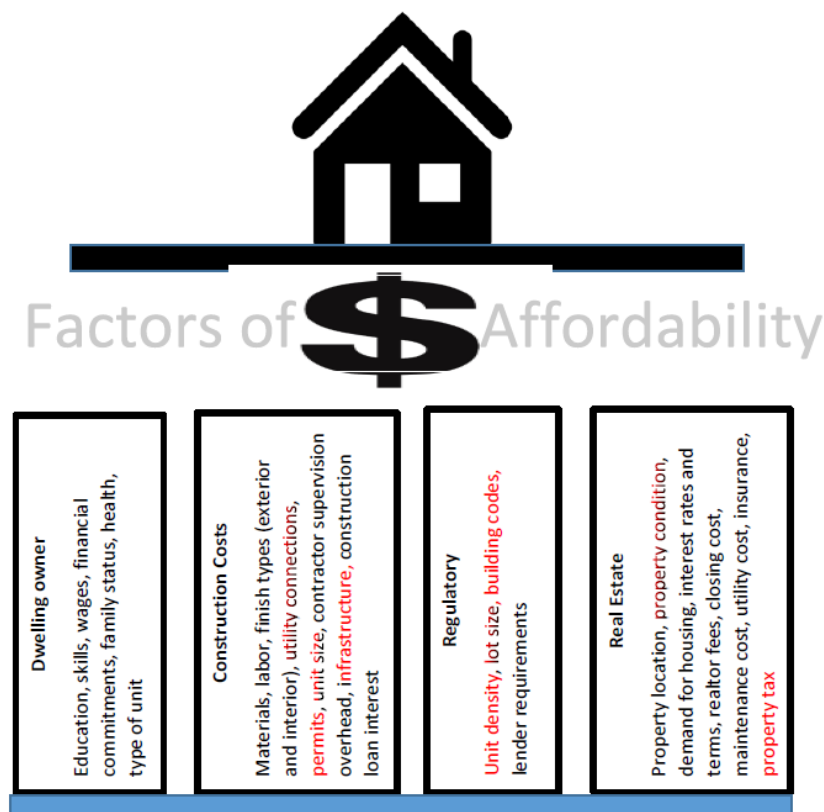 Factors of $ Affordability
Dwelling owner
Education, skills, wages, financial
commitments, family status, health,
type of unit
Construction Costs
Materials, labor, finish types (exterior
and interior), utility connections,
permits, unit size, contractor supervision
overhead, infrastructure, construction
loan interest
Regulatory
Unit density, lot size, building codes,
lender requirements
Real Estate
Property location, property condition,
demand for housing, interest rates and
terms, realtor fees, closing cost,
maintenance cost, utility cost, insurance,
property tax